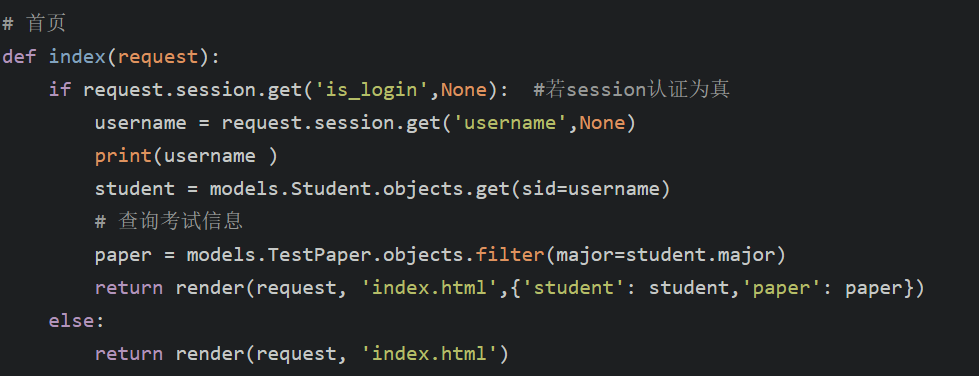 # 首页
def index(request):
    if request.session.get('is_login',None):  #若session认证为真
        username = request.session.get('username',None)
        print(username )
        student = models.Student.objects.get(sid=username)
        # 查询考试信息
        paper = models.TestPaper.objects.filter(major=student.major)
        return render(request, 'index.html',{'student': student,'paper': paper})
    else:
        return render(request, 'index.html')